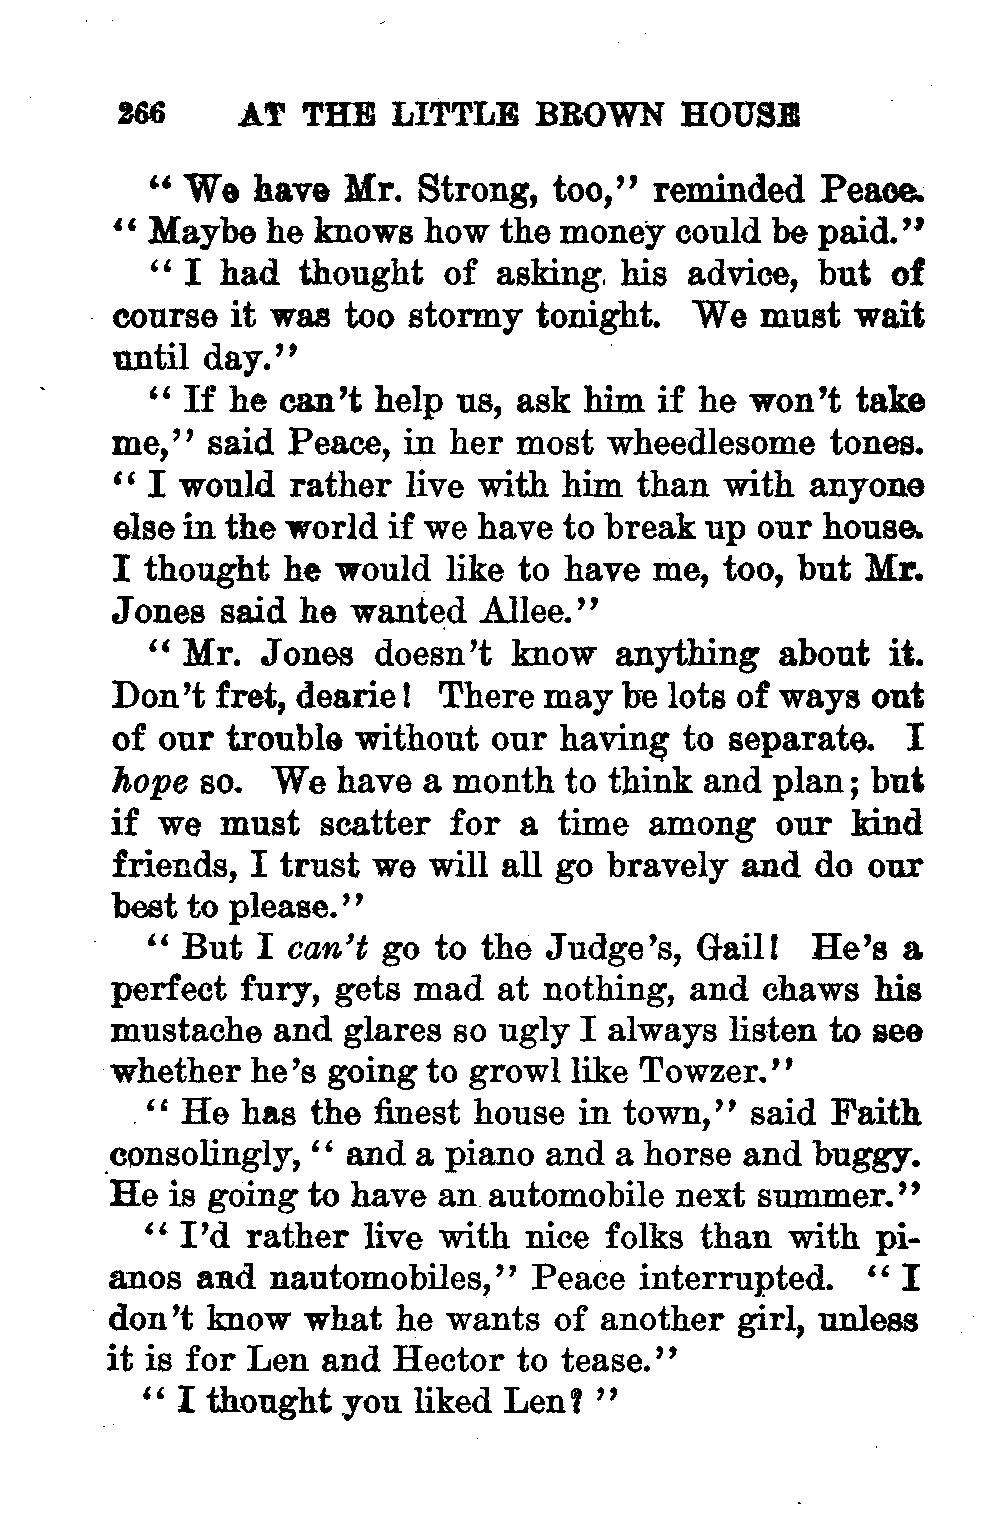 266 AT THE LITTLE BROWN HOUSE
“ We have Mr. Strong, too,” reminded Peace.
“ Maybe he knows how the money could be paid.”
“ I had thought of asking his advice, but of
course it was too stormy tonight. We must wait
until day.”
“ If he can’t help us, ask him if he won’t take
me,” said Peace, in her most wheedlesome tones.
“ I would rather live with him than with anyone
else in the world if we have to break up our house.
I thought he would like to have me, too, but Mr.
Jones said he wanted Allee.”
“ Mr. Jones doesn’t know anything about it.
Don’t fret, dearie! There may be lots of ways out
of our trouble without our having to separate. I
hope so. We have a month to think and plan; but
if we must scatter for a time among our kind
friends, I trust we will all go bravely and do our
best to please.”
“ But I can’t go to the Judge’s, Gail! He’s a
perfect fury, gets mad at nothing, and chaws his
mustache and glares so ugly I always listen to see
whether he’s going to growl like Towzer.”
“ He has the finest house in town,” said Faith
consolingly, “ and a piano and a horse and buggy.
He is going to have an automobile next summer.”
“ I’d rather live with nice folks than with pi-
anos and nautomobiles,” Peace interrupted. “ I
don’t know what he wants of another girl, unless
it is for Len and Hector to tease.”
“ I thought you liked Len? ”